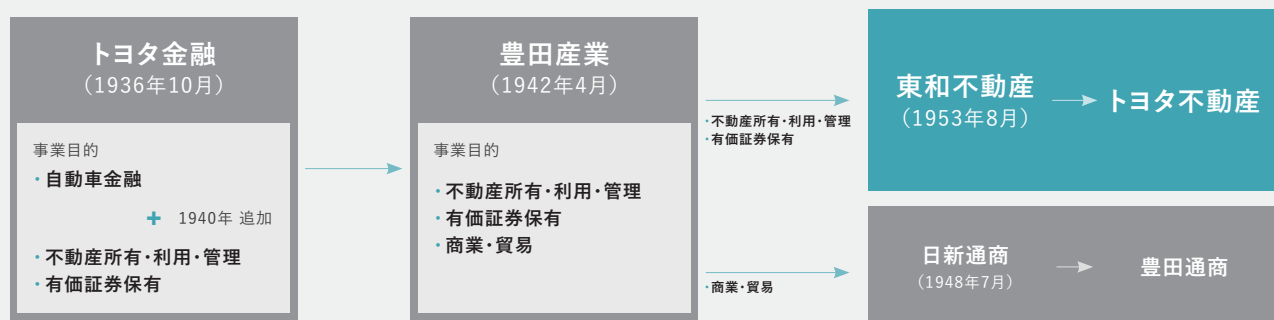 トヨタ金融
（1936年10月）
事業目的
・自動車金融
+ 1940年 追加
・不動産所有・利用・管理
・有価証券保有
豊田産業
（1942年4月）
事業目的
・不動産所有・利用・管理
・有価証券保有
・商業・貿易
・不動産所有・利用・管理
・有価証券保有
東和不動産
（1953年8月）
トヨタ不動産
・商業・貿易
日新通商
（1948年7月）
豊田通商